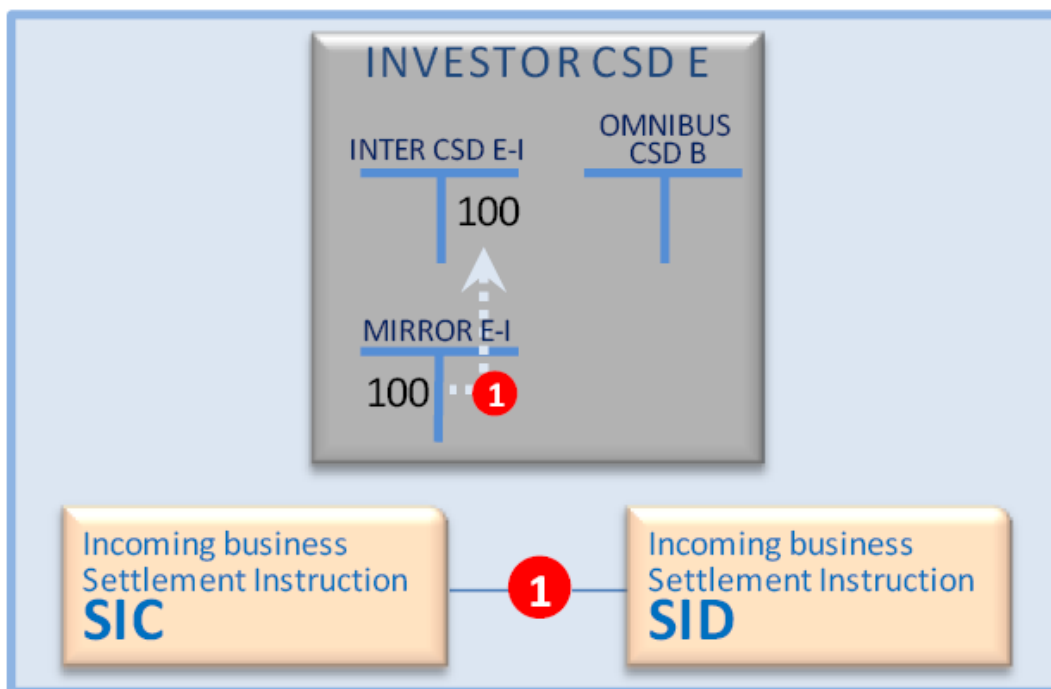 INVESTOR CSD E
INTER CSD E-I
OMNIBUS
CSD B
100
MIRROR E-I
100
1
Incoming business
Settlement Instruction
SIC
1
Incoming business
Settlement Instruction
SID